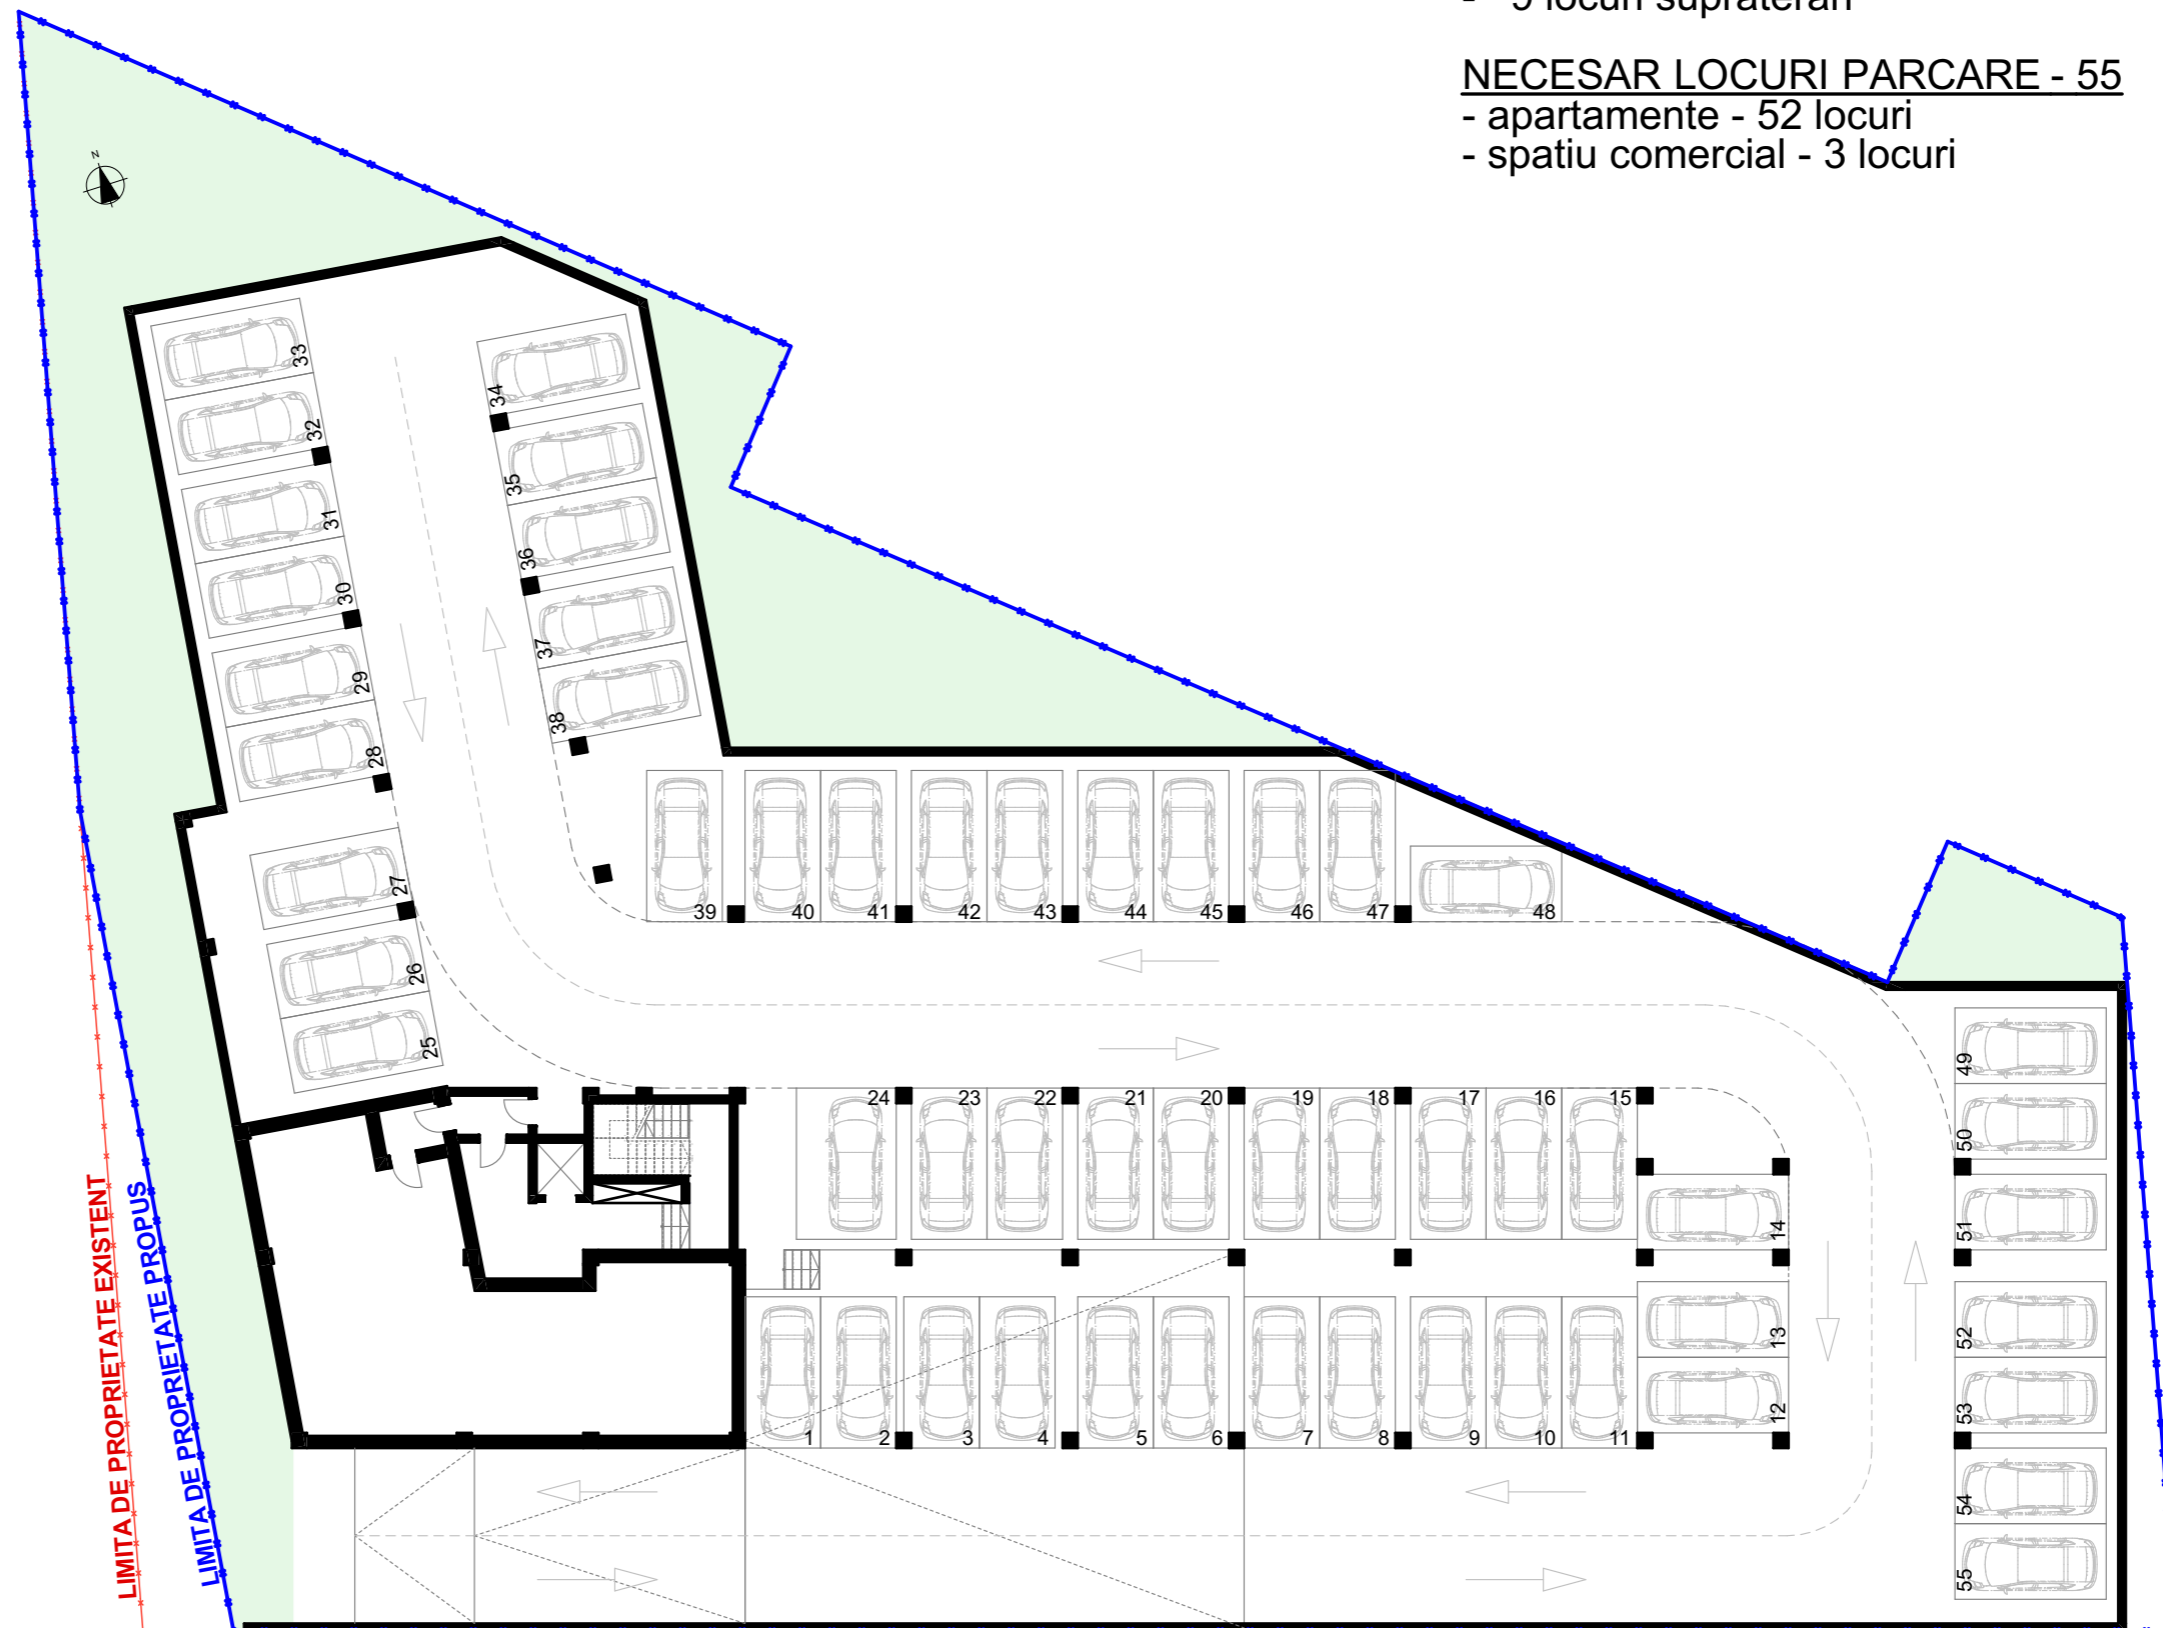 - 9 locuri suprateran
NECESAR LOCURI PARCARE - 55
- apartamente - 52 locuri
- spatiu comercial - 3 locuri
N
33
32
31
30
29
28
27
26
25
34
35
36
37
38
39 40 41 42 43 44 45 46 47 48
24 23 22 21 20 19 18 17 16 15
14
13
12
1 2 3 4 5 6 7 8 9 10 11
49
50
51
52
53
54
55
LIMITA DE PROPRIETATE EXISTENT
LIMITA DE PROPRIETATE PROPUS